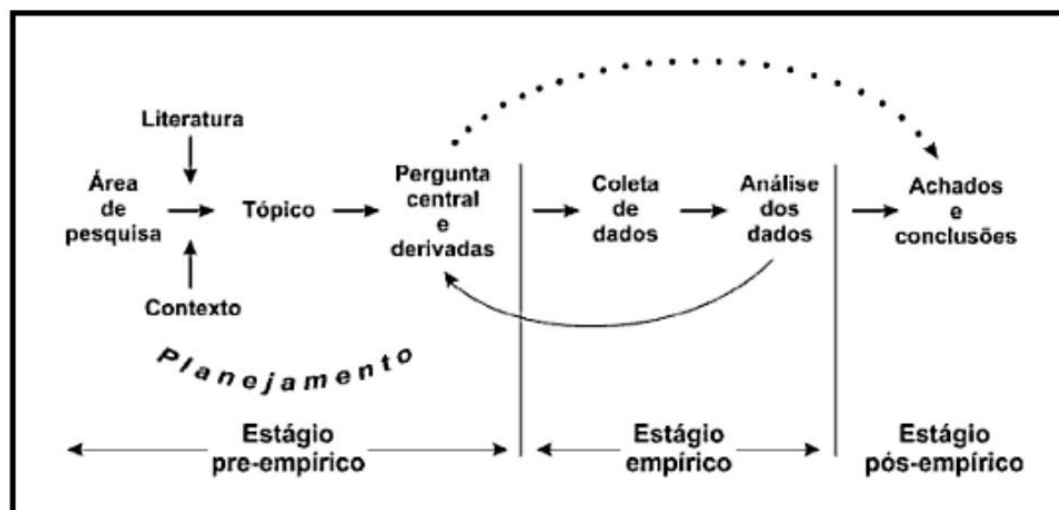 Literatura
Área
de
pesquisa
Tópico
Contexto
Planejamento
Pergunta
central
e
derivadas
Coleta
de
dados
Análise
dos
dados
Achados
e
conclusões
Estágio
pre-empírico
Estágio
empírico
Estágio
pós-empírico